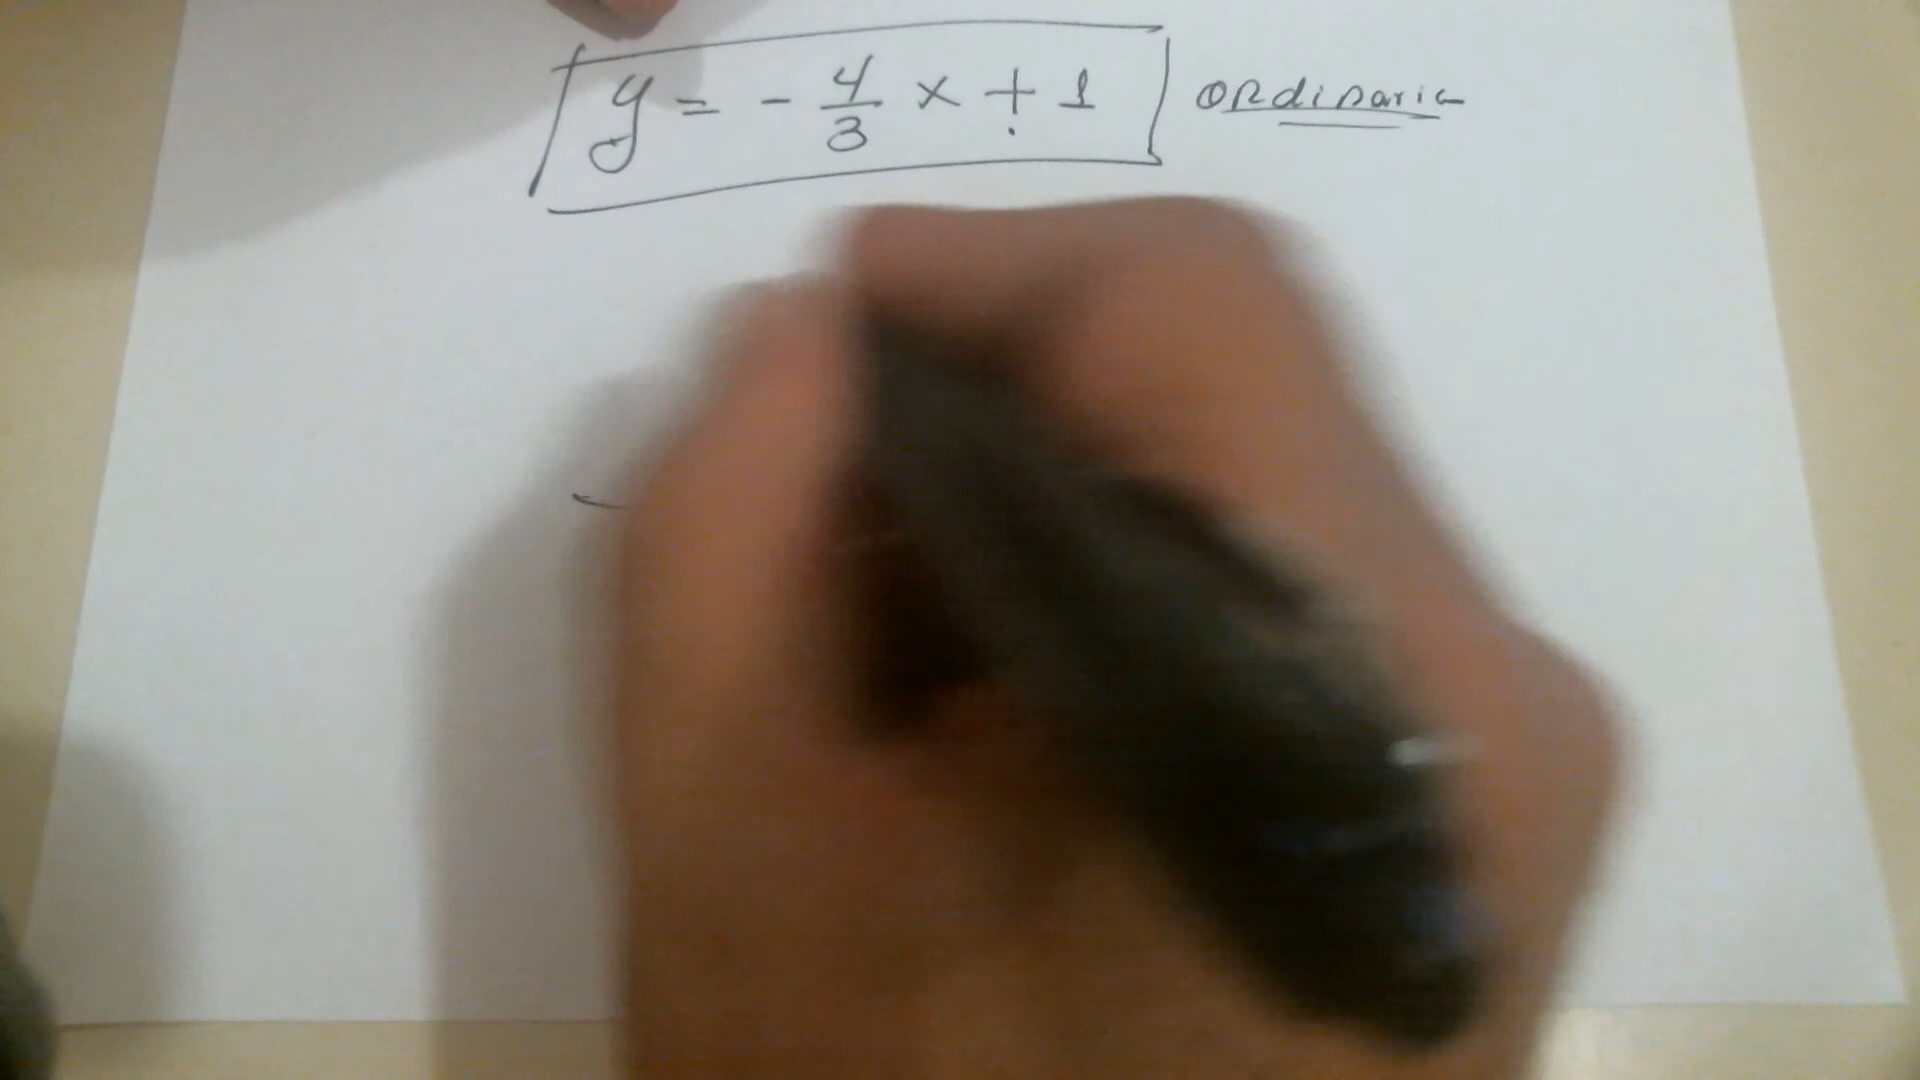 y = - 4/3 x + 1 ordinaria